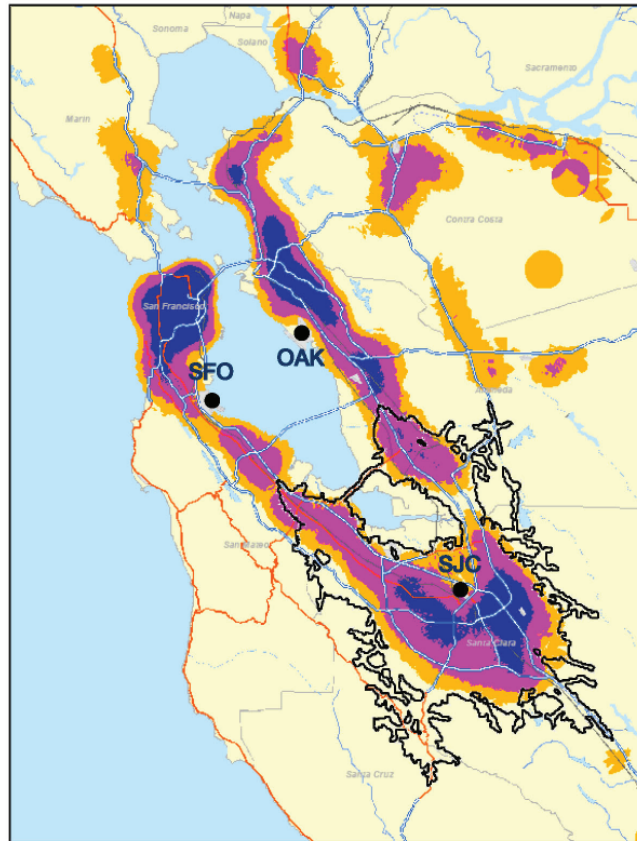 Napa
Sonoma
Solano
Sacramento
Marin
Contra Costa
San Francisco
OAK
SFO
Alameda
San Mateo
SJC
Santa Clara
Santa Cruz